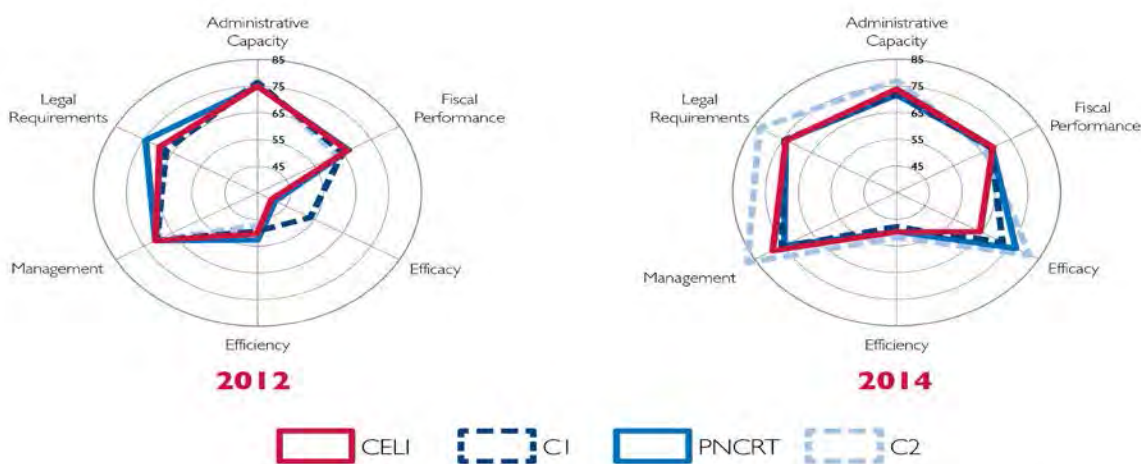 Administrative
Capacity
85
75
65
55
45
Legal
Requirements
Fiscal
Performance
Management
Efficacy
Efficiency
2012
Administrative
Capacity
85
75
65
55
45
Legal
Requirements
Fiscal
Performance
Management
Efficacy
Efficiency
2014
CELI
C1
PNCRT
C2